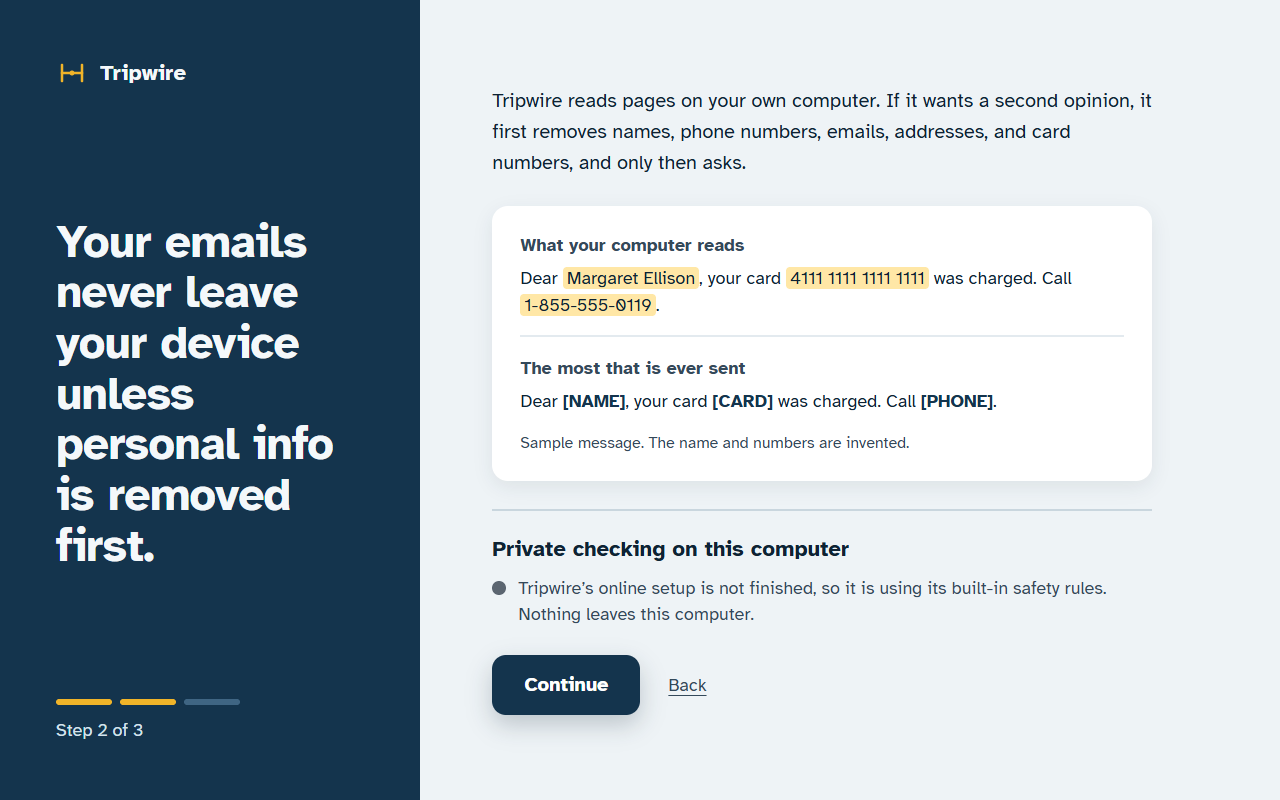 Tripwire
Your emails
never leave
your device
unless
personal info
is removed
first.
Step 2 of 3
Tripwire reads pages on your own computer. If it wants a second opinion, it
first removes names, phone numbers, emails, addresses, and card
numbers, and only then asks.
What your computer reads
Dear Margaret Ellison, your card 4111 1111 1111 1111 was charged. Call
1-855-555-0119.
The most that is ever sent
Dear [NAME], your card [CARD] was charged. Call [PHONE].
Sample message. The name and numbers are invented.
Private checking on this computer
Tripwire’s online setup is not finished, so it is using its built-in safety rules.
Nothing leaves this computer.
Continue
Back